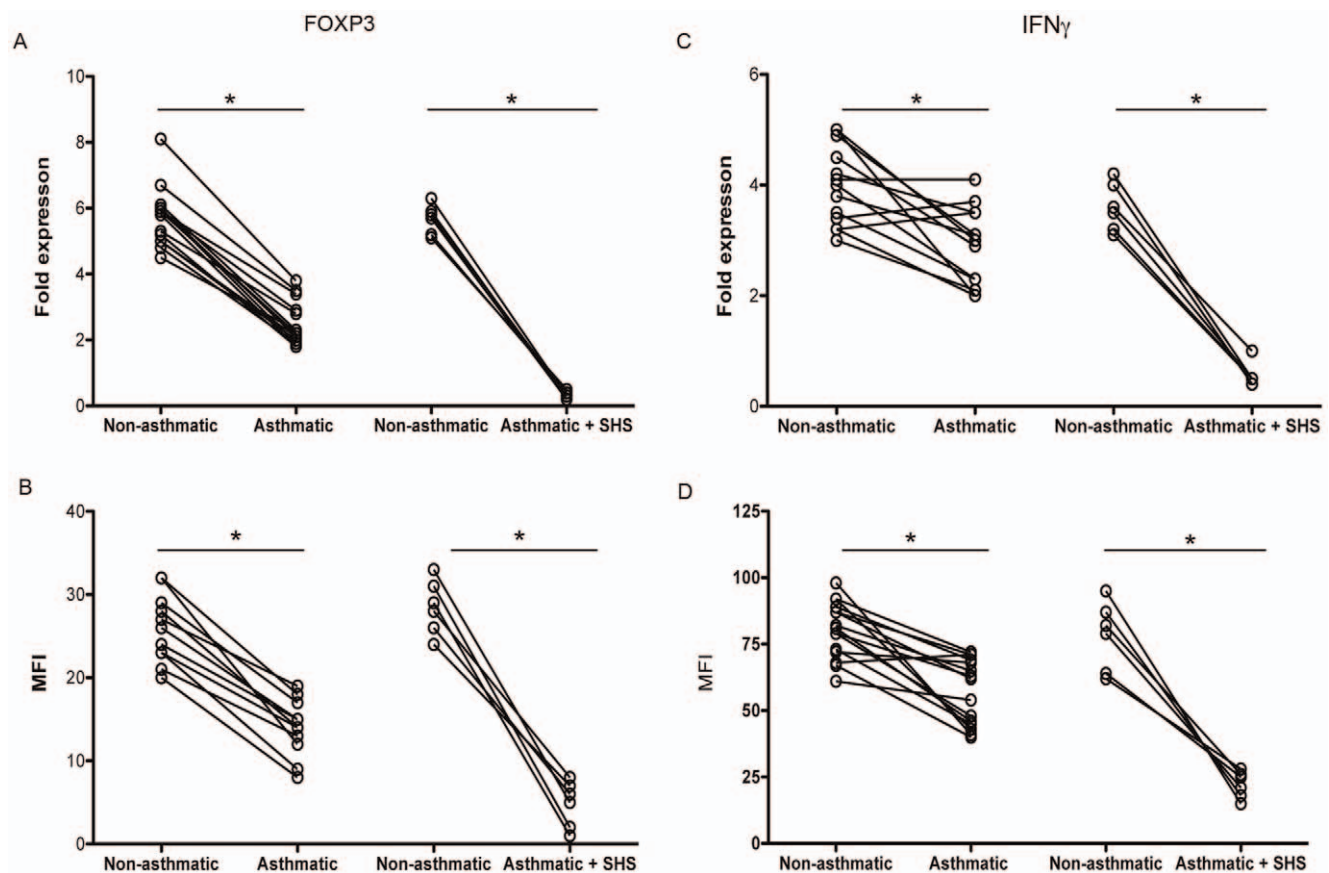 FOXP3
IFNγ
A
10
8
6
4
2
0
Fold expresson
*
*
Non-asthmatic Asthmatic Non-asthmatic Asthmatic + SHS
C
6
4
2
0
Fold expresson
*
*
Non-asthmatic Asthmatic Non-asthmatic Asthmatic + SHS
B
40
30
20
10
0
MFI
*
*
Non-asthmatic Asthmatic Non-asthmatic Asthmatic + SHS
D
125
100
75
50
25
0
MFI
*
*
Non-asthmatic Asthmatic Non-asthmatic Asthmatic + SHS